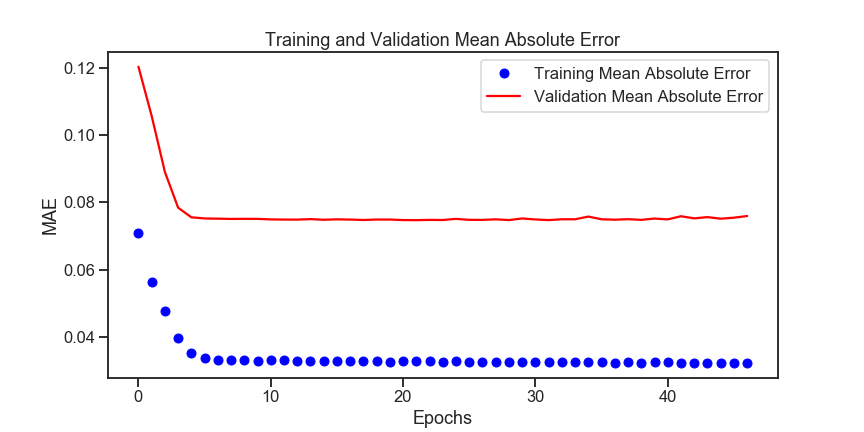 Training and Validation Mean Absolute Error
Training Mean Absolute Error
Validation Mean Absolute Error
0.12
0.10
0.08
0.06
0.04
MAE
0 10 20 30 40
Epochs